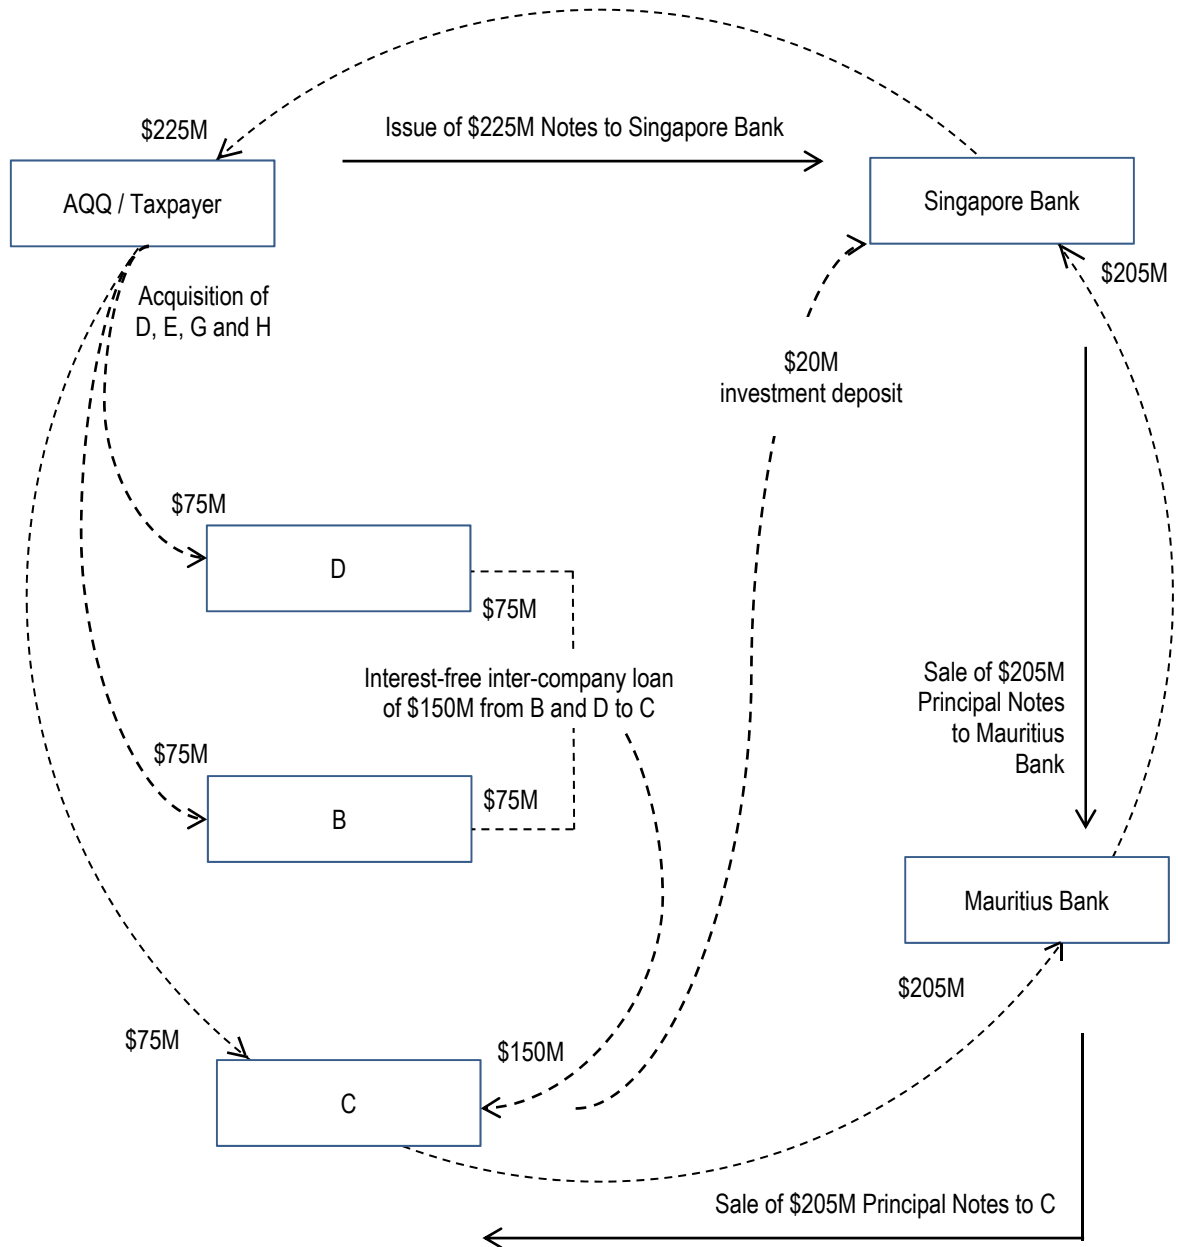 $225M
Issue of $225M Notes to Singapore Bank
AQQ / Taxpayer
Singapore Bank
$205M
Acquisition of
D, E, G and H
$20M
investment deposit
$75M
D
$75M
Interest-free inter-company loan
of $150M from B and D to C
Sale of $205M
Principal Notes
to Mauritius
Bank
$75M
B
$75M
Mauritius Bank
$205M
$75M
$150M
C
Sale of $205M Principal Notes to C